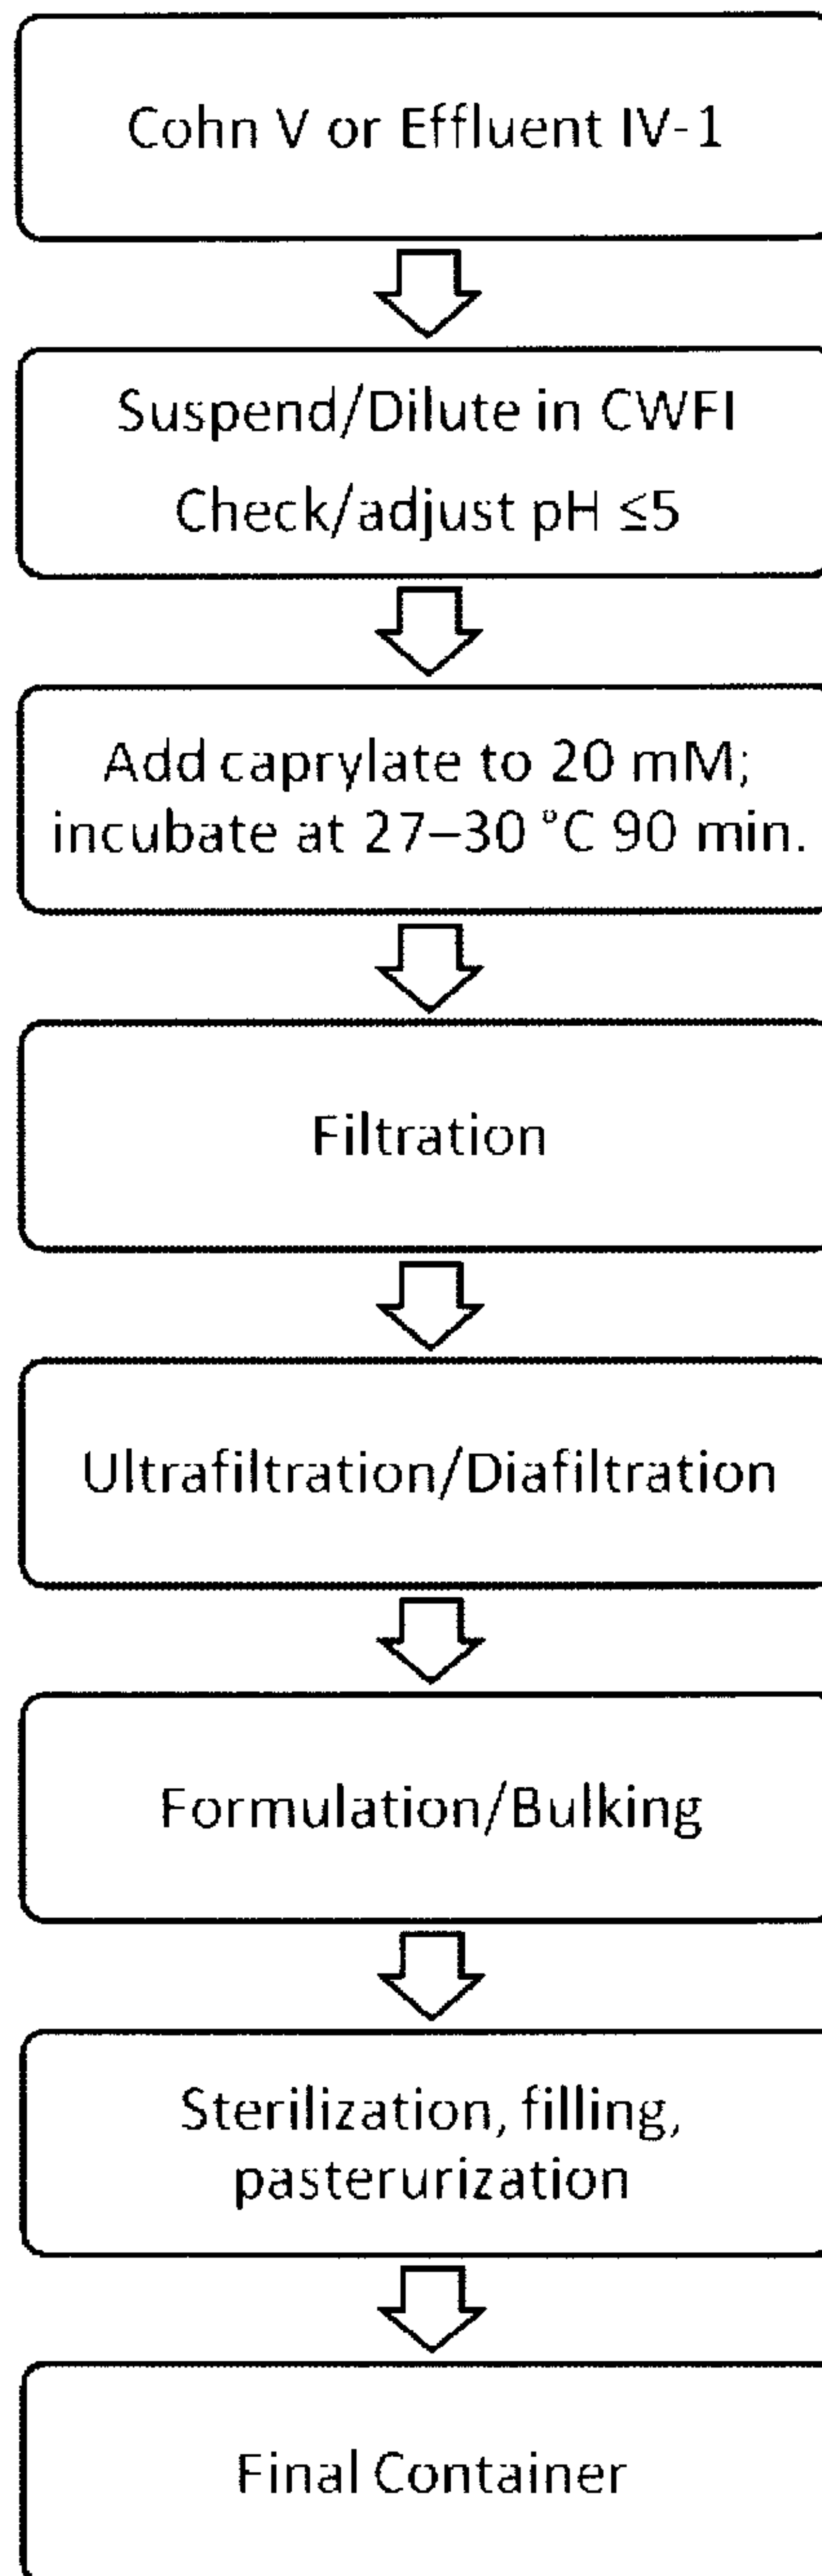 Cohn V or Effluent IV-1
Suspend/Dilute in CWFI
Check/adjust pH ≤5
Add caprylate to 20 mM;
incubate at 27–30 °C 90 min.
Filtration
Ultrafiltration/Diafiltration
Formulation/Bulking
Sterilization, filling,
pasterurization
Final Container